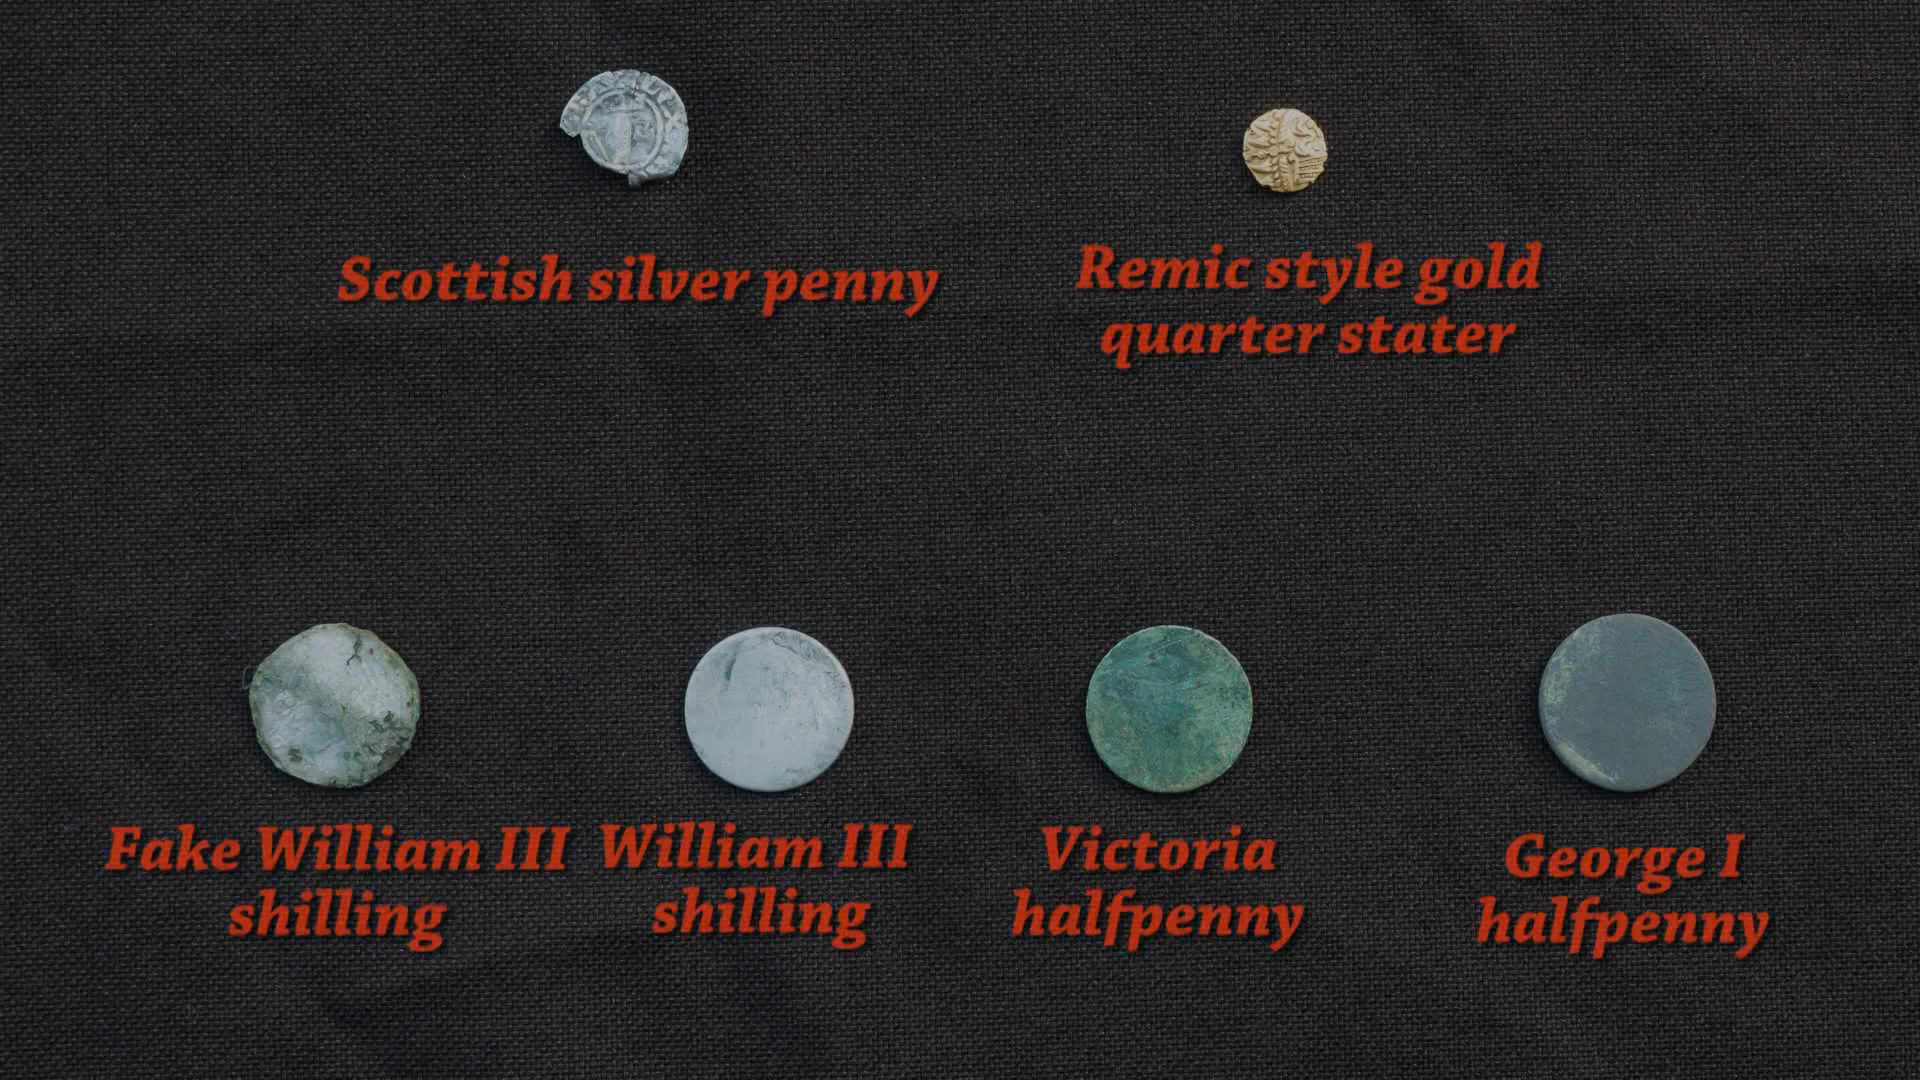 Scottish silver penny
Remic style gold
quarter stater
Fake William III
shilling
William III
shilling
Victoria
halfpenny
George I
halfpenny